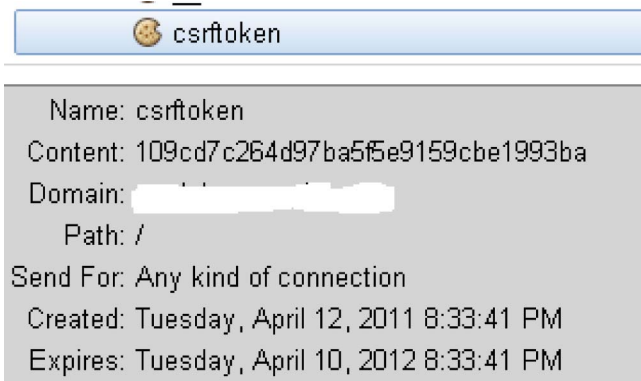 csrftoken
Name: csrftoken
Content: 109cd7c264d97ba5f5e9159cbe1993ba
Domain:
Path: /
Send For: Any kind of connection
Created: Tuesday, April 12, 2011 8:33:41 PM
Expires: Tuesday, April 10, 2012 8:33:41 PM